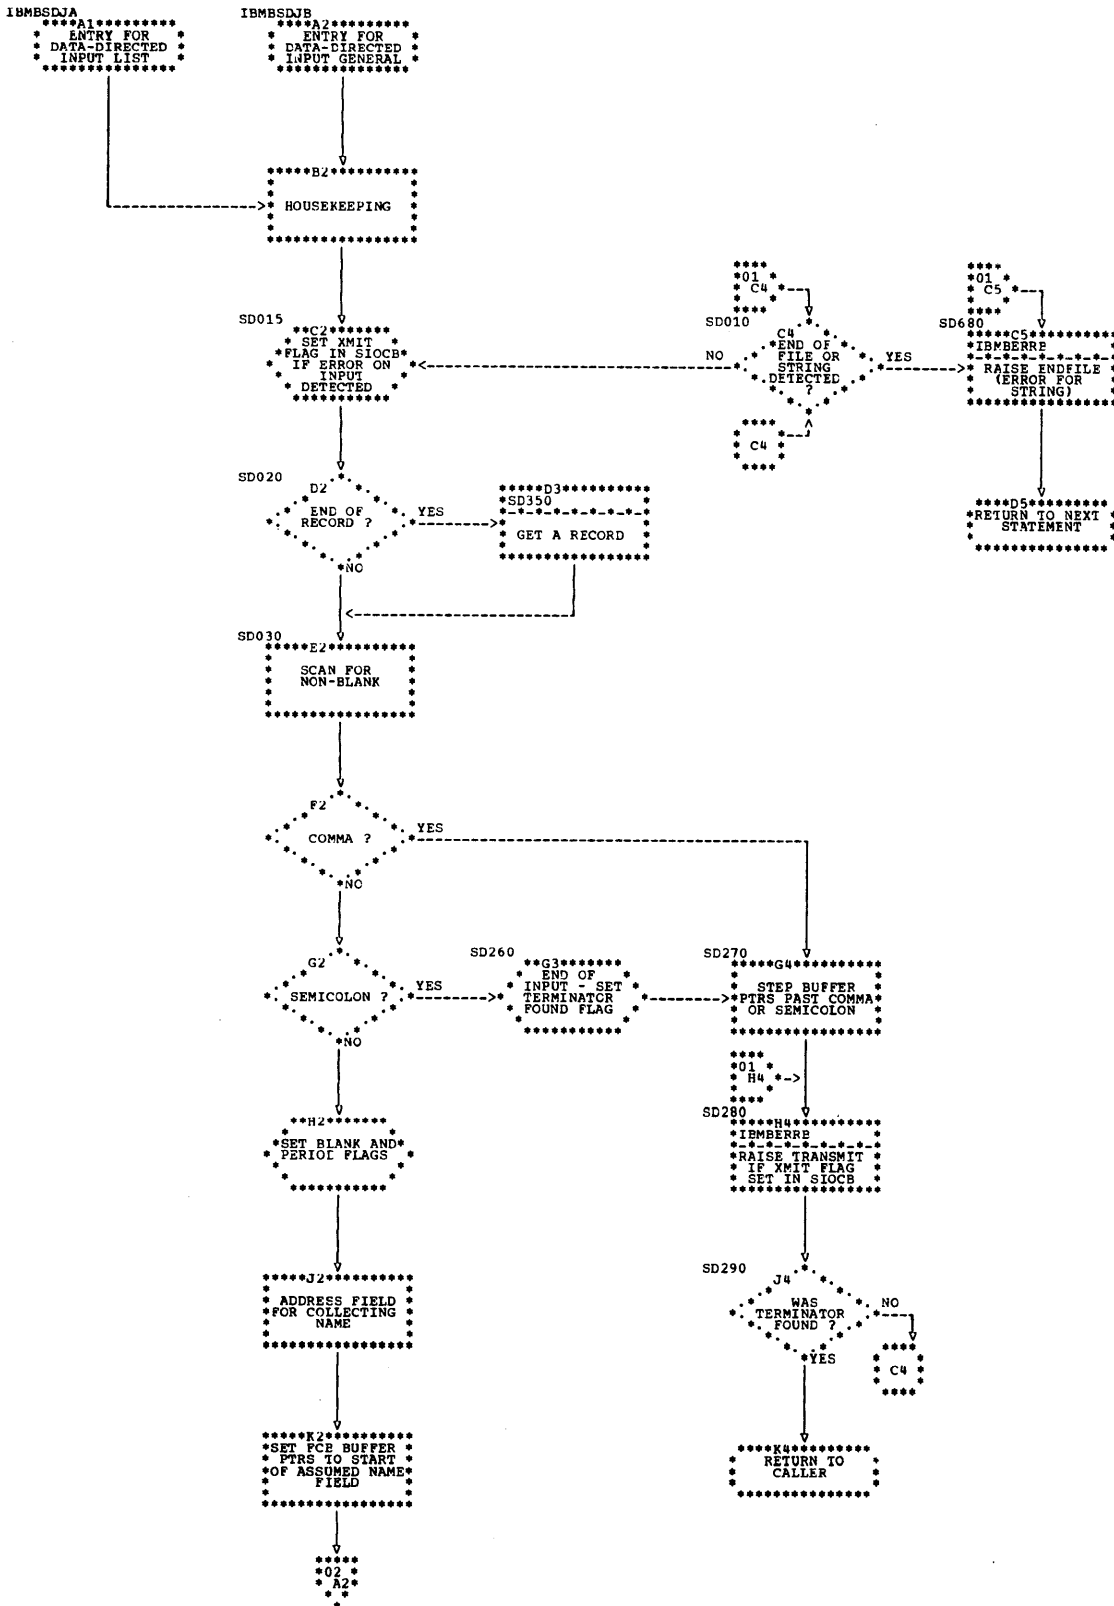 IBMBSDJA
A1
ENTRY FOR
DATA-DIRECTED
INPUT LIST
IBMBSDJB
A2
ENTRY FOR
DATA-DIRECTED
INPUT GENERAL
B2
HOUSEKEEPING
01
C4
01
C5
SD015
C2
SET XMIT
FLAG IN SIOCB
IF ERROR ON
INPUT
DETECTED
NO
SD010
C4
END OF
FILE OR
STRING
DETECTED
?
YES
SD680
C5
IBMBERRB
RAISE ENDFILE
(ERROR FOR
STRING)
C4
SD020
D2
END OF
RECORD ?
YES
NO
D3
SD350
GET A RECORD
D5
RETURN TO NEXT
STATEMENT
SD030
E2
SCAN FOR
NON-BLANK
F2
COMMA ?
YES
NO
G2
SEMICOLON ?
YES
NO
SD260
G3
END OF
INPUT - SET
TERMINATOR
FOUND FLAG
SD270
G4
STEP BUFFER
PTRS PAST COMMA
OR SEMICOLON
01
H4
H2
SET BLANK AND
PERIOD FLAGS
SD280
H4
IBMBERRB
RAISE TRANSMIT
IF XMIT FLAG
SET IN SIOCB
J2
ADDRESS FIELD
FOR COLLECTING
NAME
SD290
J4
WAS
TERMINATOR
FOUND ?
NO
YES
C4
K2
SET FCB BUFFER
PTRS TO START
OF ASSUMED NAME
FIELD
K4
RETURN TO
CALLER
02
A2